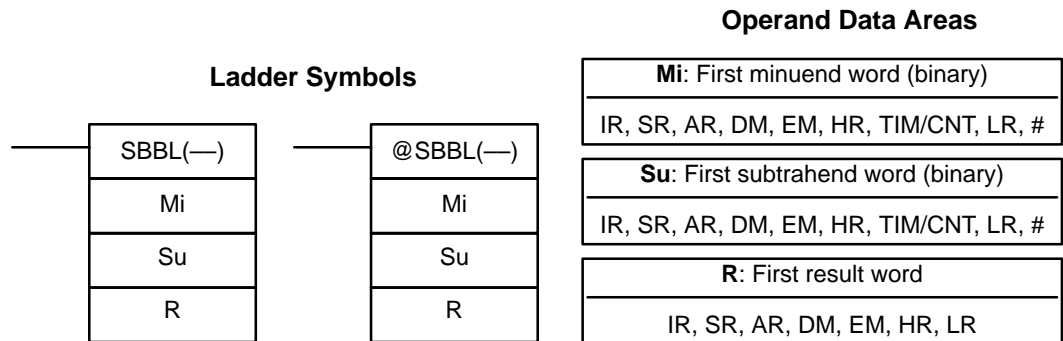 Operand Data Areas
Ladder Symbols
Mi: First minuend word (binary)
IR, SR, AR, DM, EM, HR, TIM/CNT, LR, #
SBBL(––)
@SBBL(––)
Mi
Mi
Su
Su
R
R
Su: First subtrahend word (binary)
IR, SR, AR, DM, EM, HR, TIM/CNT, LR, #
R: First result word
IR, SR, AR, DM, EM, HR, LR